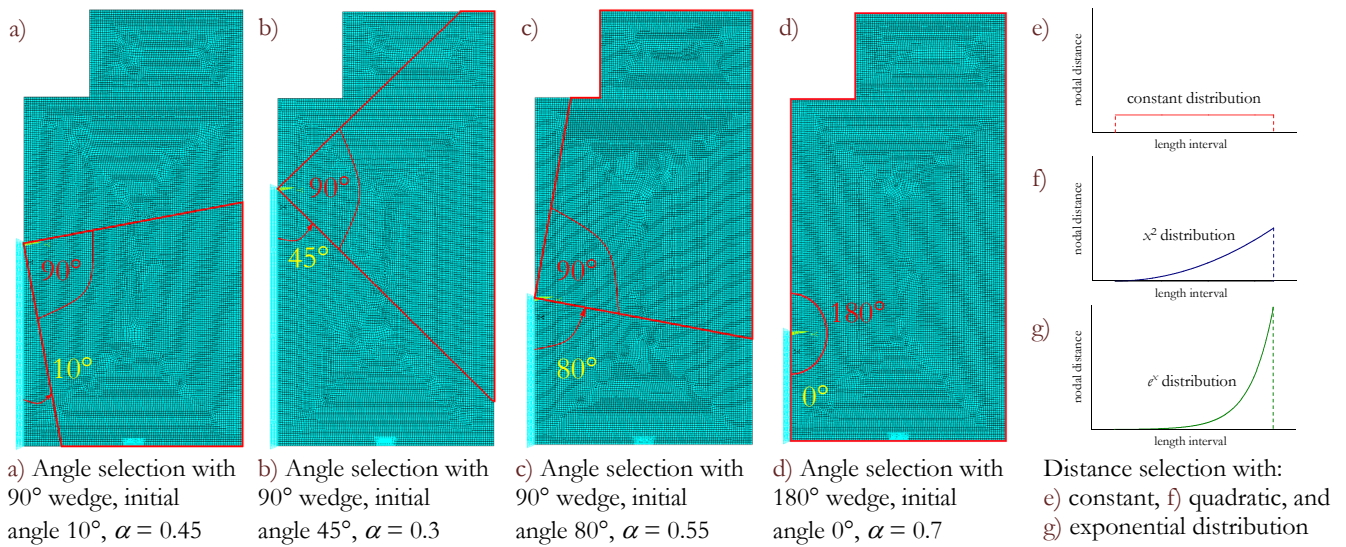 a)
90°
10°
a) Angle selection with
90° wedge, initial
angle 10°, α = 0.45
b)
90°
45°
b) Angle selection with
90° wedge, initial
angle 45°, α = 0.3
c)
90°
80°
c) Angle selection with
90° wedge, initial
angle 80°, α = 0.55
d)
180°
0°
d) Angle selection with
180° wedge, initial
angle 0°, α = 0.7
e)
nodal distance
constant distribution
length interval
f)
nodal distance
x² distribution
length interval
g)
nodal distance
eˣ distribution
length interval
Distance selection with:
e) constant, f) quadratic, and
g) exponential distribution